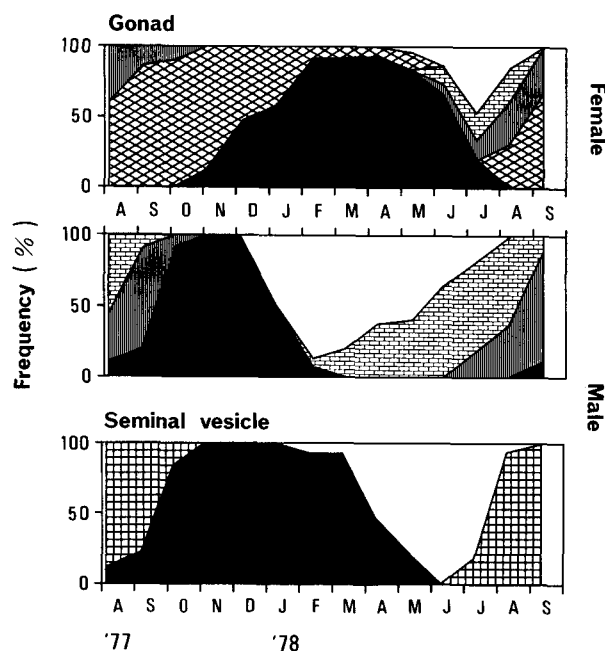 Gonad
100
50
0
A S O N D J F M A M J J A S
Female
100
50
0
Frequency (%)
Male
Seminal vesicle
100
50
0
A S O N D J F M A M J J A S
'77 '78